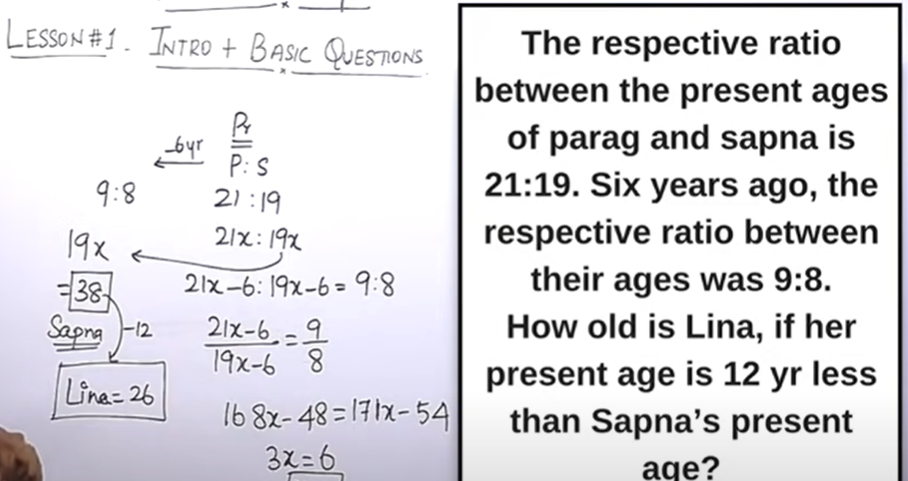 LESSON #1. INTRO + BASIC QUESTIONS
Pr
-6yr
P:S
9:8
21:19
21x:19x
19x
=38
21x-6:19x-6=9:8
Sapna
-12
21x-6/19x-6=9/8
Lina=26
168x-48=171x-54
3x=6
The respective ratio
between the present ages
of parag and sapna is
21:19. Six years ago, the
respective ratio between
their ages was 9:8.
How old is Lina, if her
present age is 12 yr less
than Sapna's present
age?